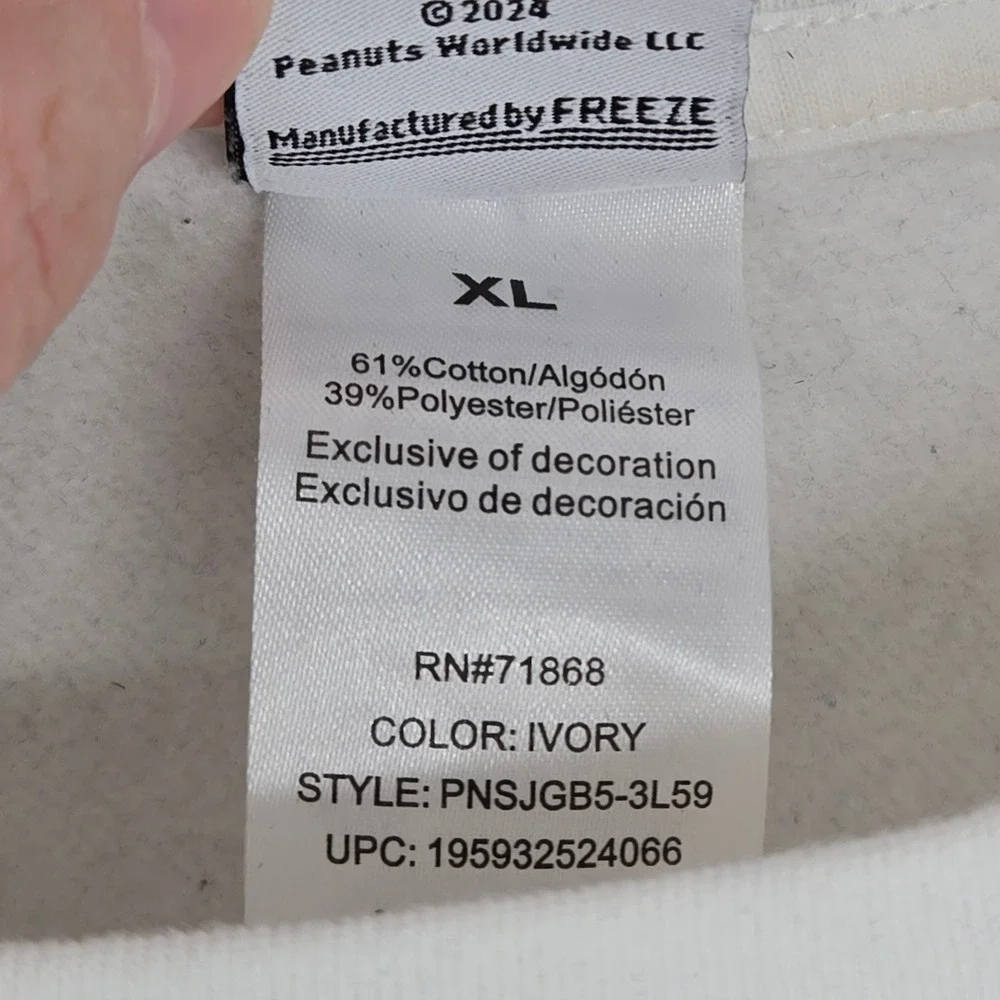 © 2024
Peanuts Worldwide LLC
Manufactured by FREEZE
XL
61%Cotton/Algódón
39%Polyester/Poliéster
Exclusive of decoration
Exclusivo de decoración
RN#71868
COLOR: IVORY
STYLE: PNSJGB5-3L59
UPC: 195932524066